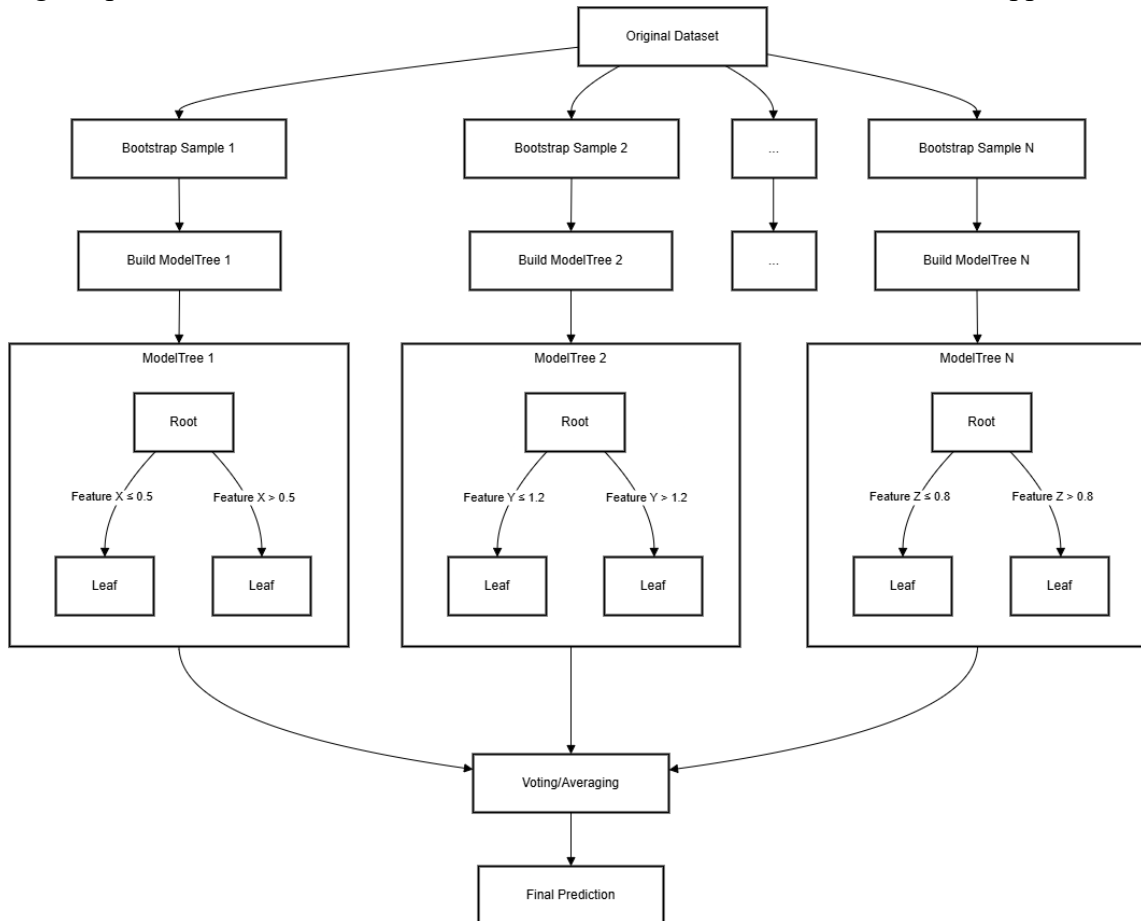 Original Dataset
Bootstrap Sample 1
Bootstrap Sample 2
...
Bootstrap Sample N
Build ModelTree 1
Build ModelTree 2
...
Build ModelTree N
ModelTree 1
Root
Feature X ≤ 0.5
Feature X > 0.5
Leaf
Leaf
ModelTree 2
Root
Feature Y ≤ 1.2
Feature Y > 1.2
Leaf
Leaf
ModelTree N
Root
Feature Z ≤ 0.8
Feature Z > 0.8
Leaf
Leaf
Voting/Averaging
Final Prediction